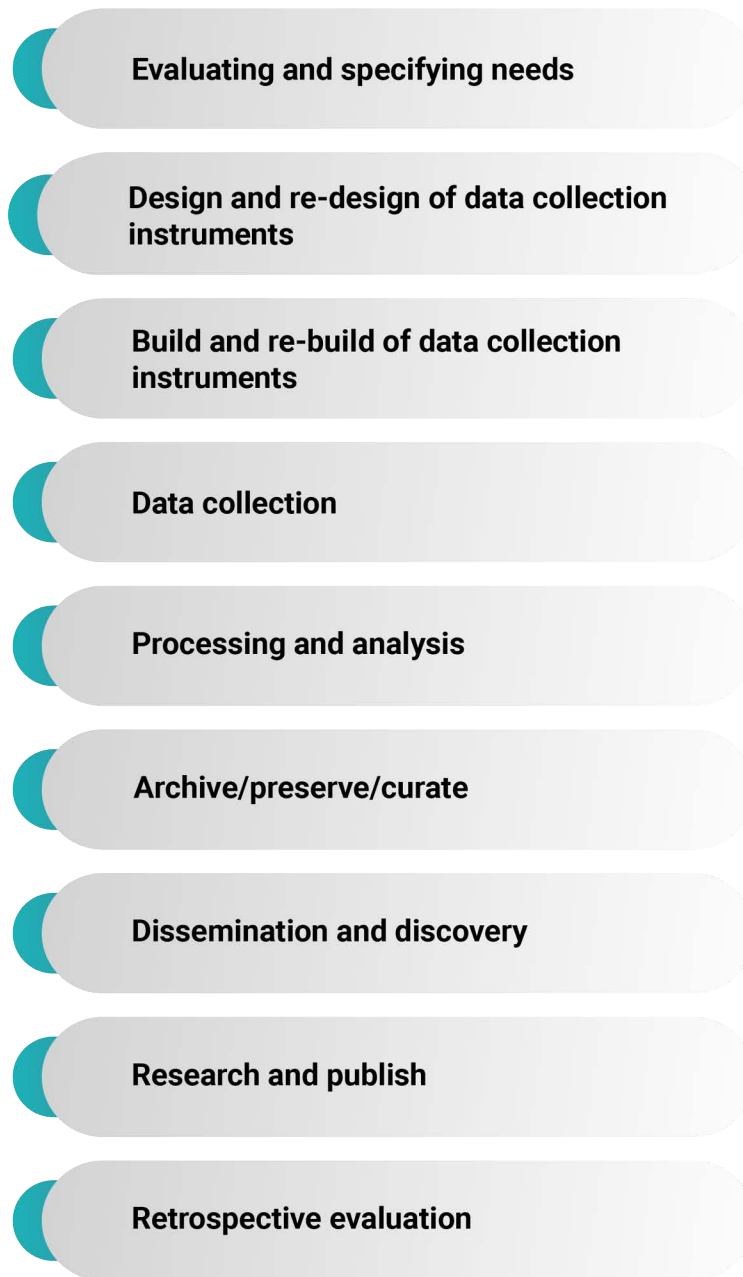 Evaluating and specifying needs
Design and re-design of data collection
instruments
Build and re-build of data collection
instruments
Data collection
Processing and analysis
Archive/preserve/curate
Dissemination and discovery
Research and publish
Retrospective evaluation